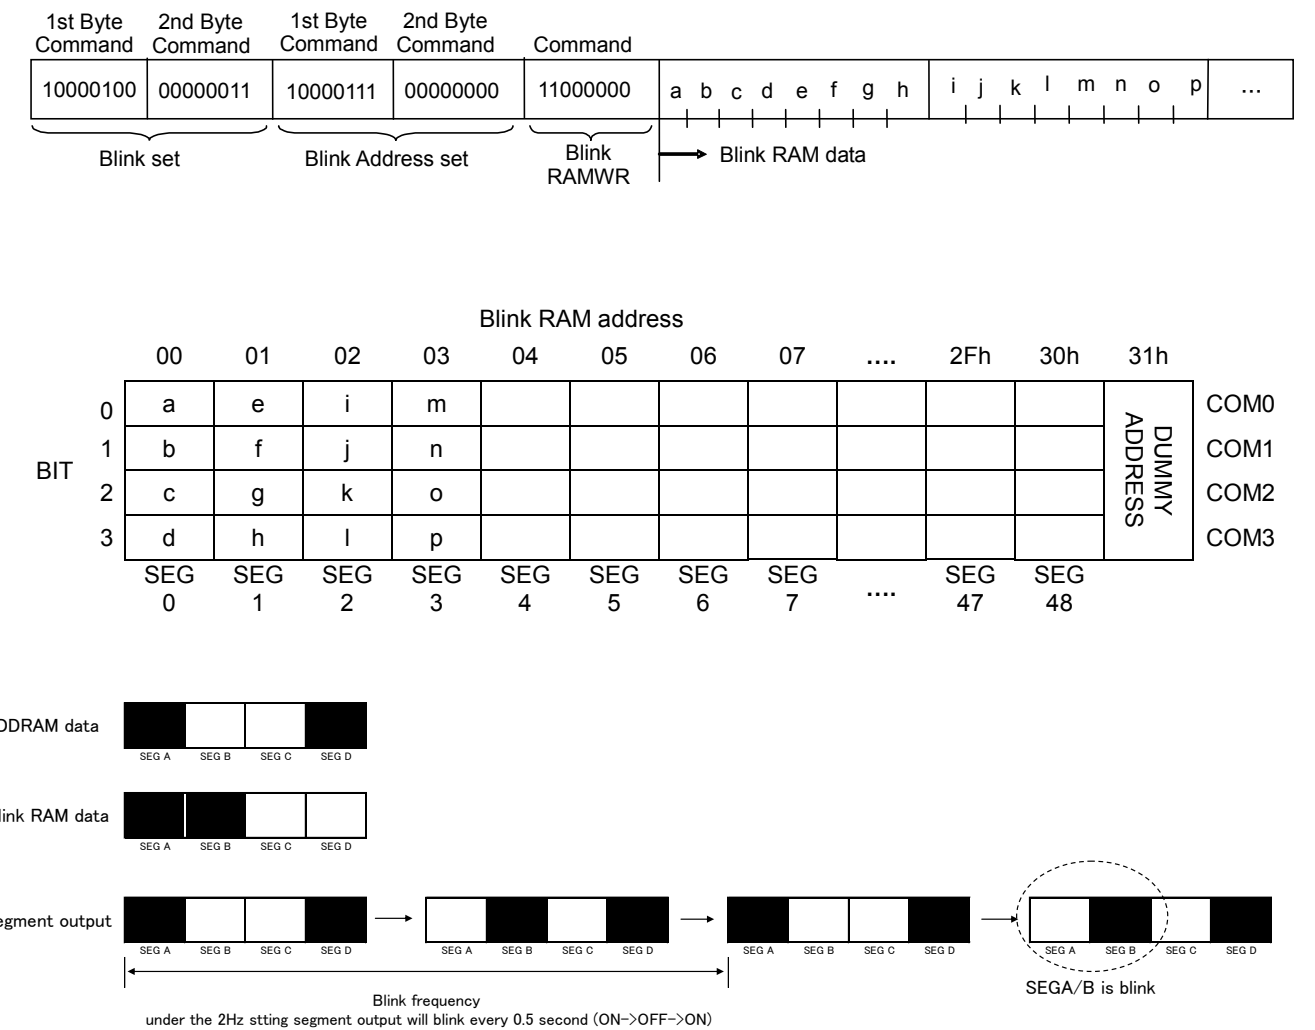 1st Byte Command 2nd Byte Command 1st Byte Command 2nd Byte Command Command
10000100 00000011 10000111 00000000 11000000 a b c d e f g h i j k l m n o p ...
Blink set Blink Address set Blink RAMWR Blink RAM data
Blink RAM address
00 01 02 03 04 05 06 07 .... 2Fh 30h 31h
BIT
0 a e i m COM0
1 b f j n COM1
2 c g k o COM2
3 d h l p COM3
DUMMY ADDRESS
SEG 0 SEG 1 SEG 2 SEG 3 SEG 4 SEG 5 SEG 6 SEG 7 .... SEG 47 SEG 48
DDRAM data
SEG A SEG B SEG C SEG D
link RAM data
SEG A SEG B SEG C SEG D
egment output
SEG A SEG B SEG C SEG D SEG A SEG B SEG C SEG D SEG A SEG B SEG C SEG D SEG A SEG B SEG C SEG D
SEGA/B is blink
Blink frequency
under the 2Hz stting segment output will blink every 0.5 second (ON->OFF->ON)